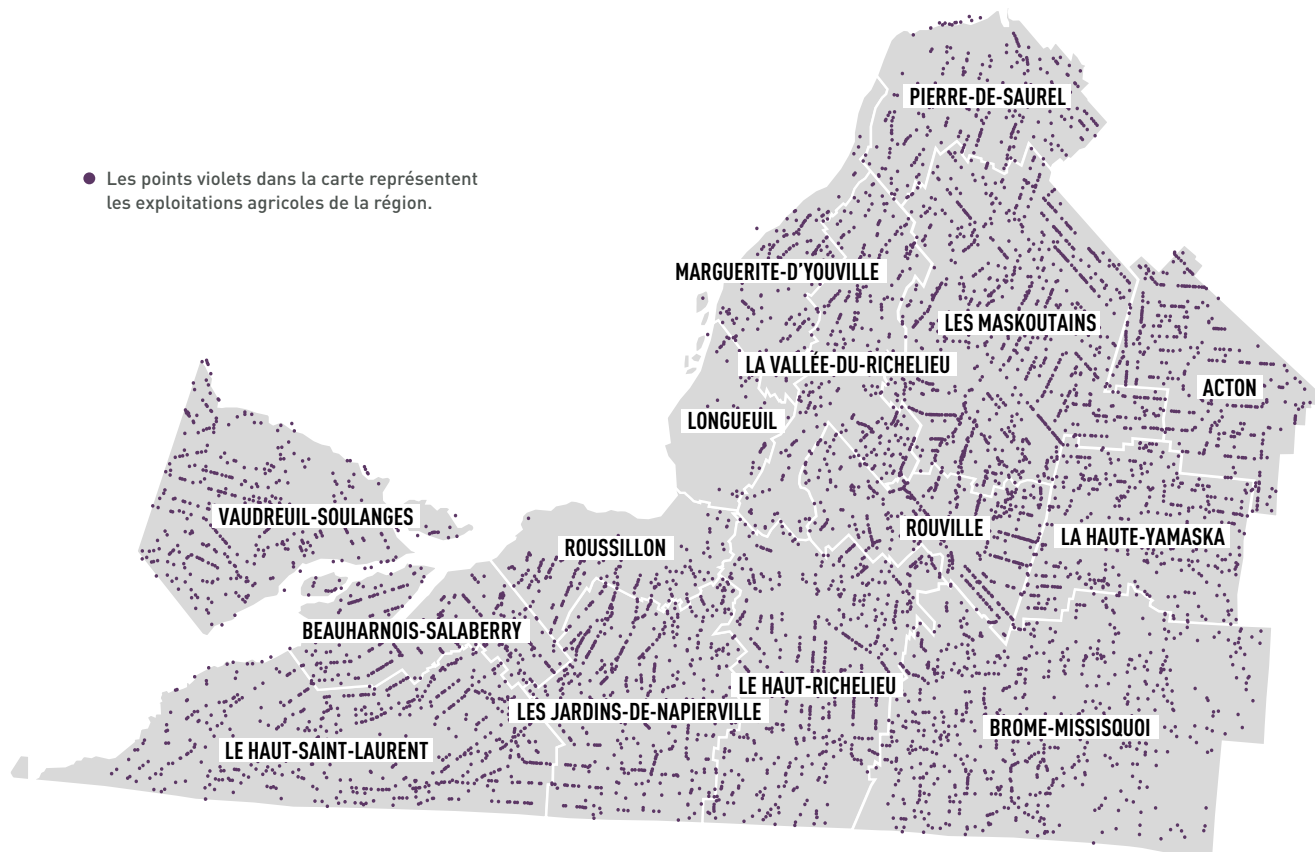 PIERRE-DE-SAUREL
Les points violets dans la carte représentent
les exploitations agricoles de la région.
MARGUERITE-D'YOUVILLE
LES MASKOUTAINS
LA VALLÉE-DU-RICHELIEU
ACTON
LONGUEUIL
VAUDREUIL-SOULANGES
ROUVILLE
LA HAUTE-YAMASKA
ROUSSILLON
BEAUHARNOIS-SALABERRY
LE HAUT-RICHELIEU
LES JARDINS-DE-NAPIERVILLE
BROME-MISSISQUOI
LE HAUT-SAINT-LAURENT